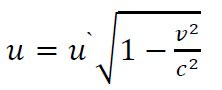 u = u`√(1 − v²/c²)